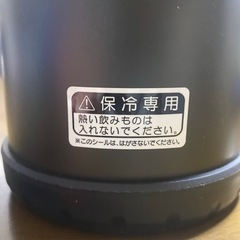 ⚠保冷専用
熱い飲みものは
入れないでください。
※このシールは、はがさないでください。